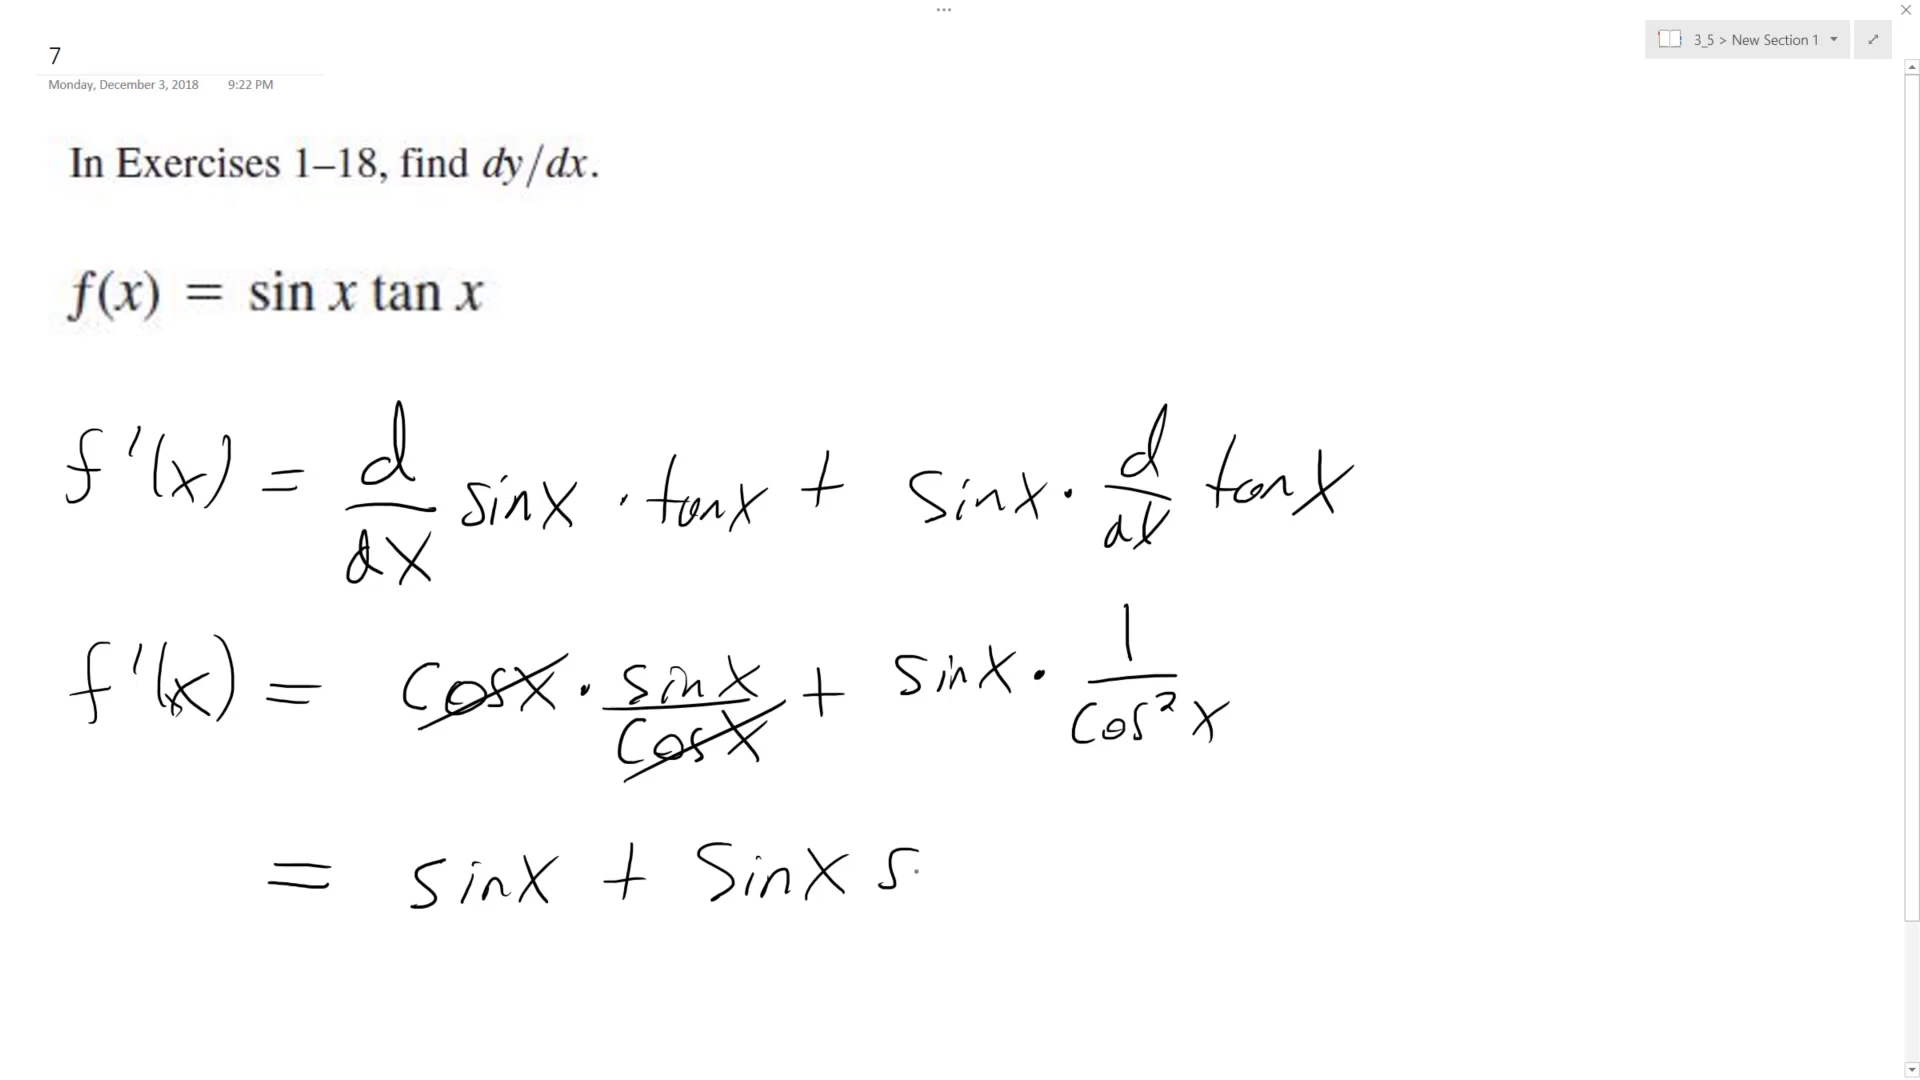 ...
3_5 > New Section 1
7
Monday, December 3, 2018 9:22 PM
In Exercises 1–18, find dy/dx.
f(x) = sin x tan x
f'(x) = d/dx sinx · tanx + sinx · d/dx tanx
f'(x) = cosx · sinx/cosx + sinx · 1/cos²x
= sinx + sinx s